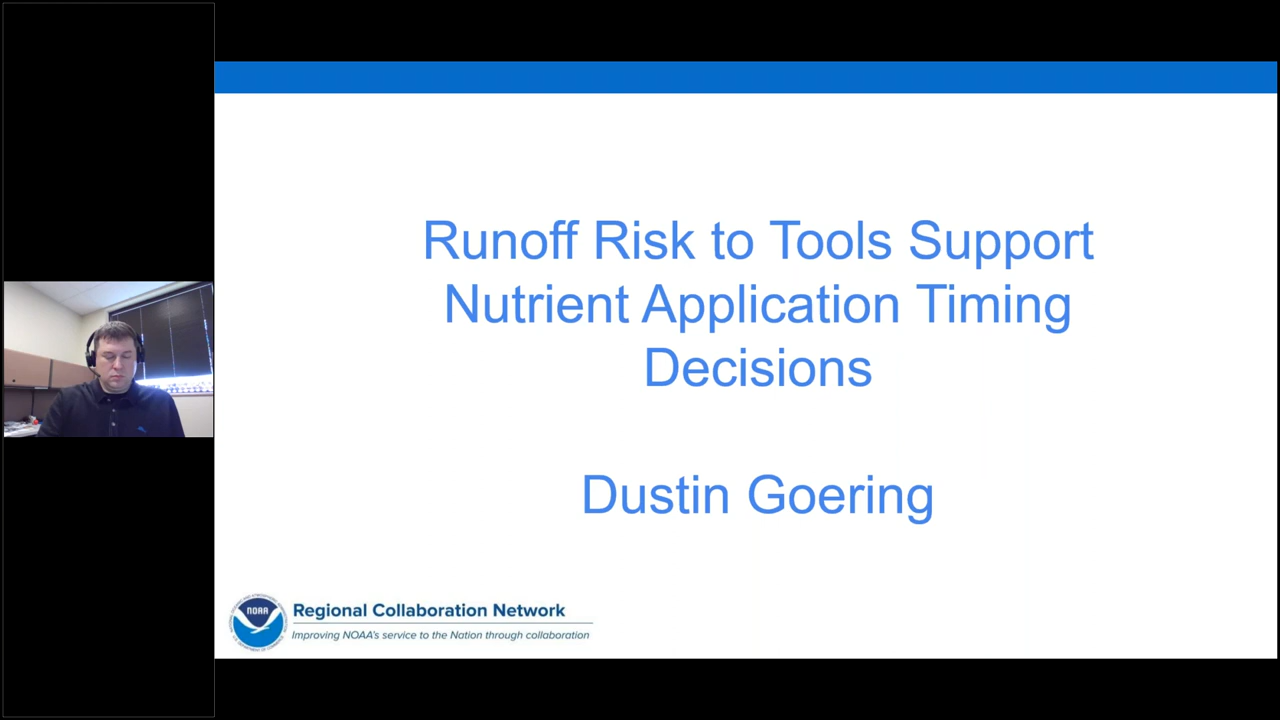 Runoff Risk to Tools Support
Nutrient Application Timing
Decisions
Dustin Goering
NOAA
Regional Collaboration Network
Improving NOAA's service to the Nation through collaboration